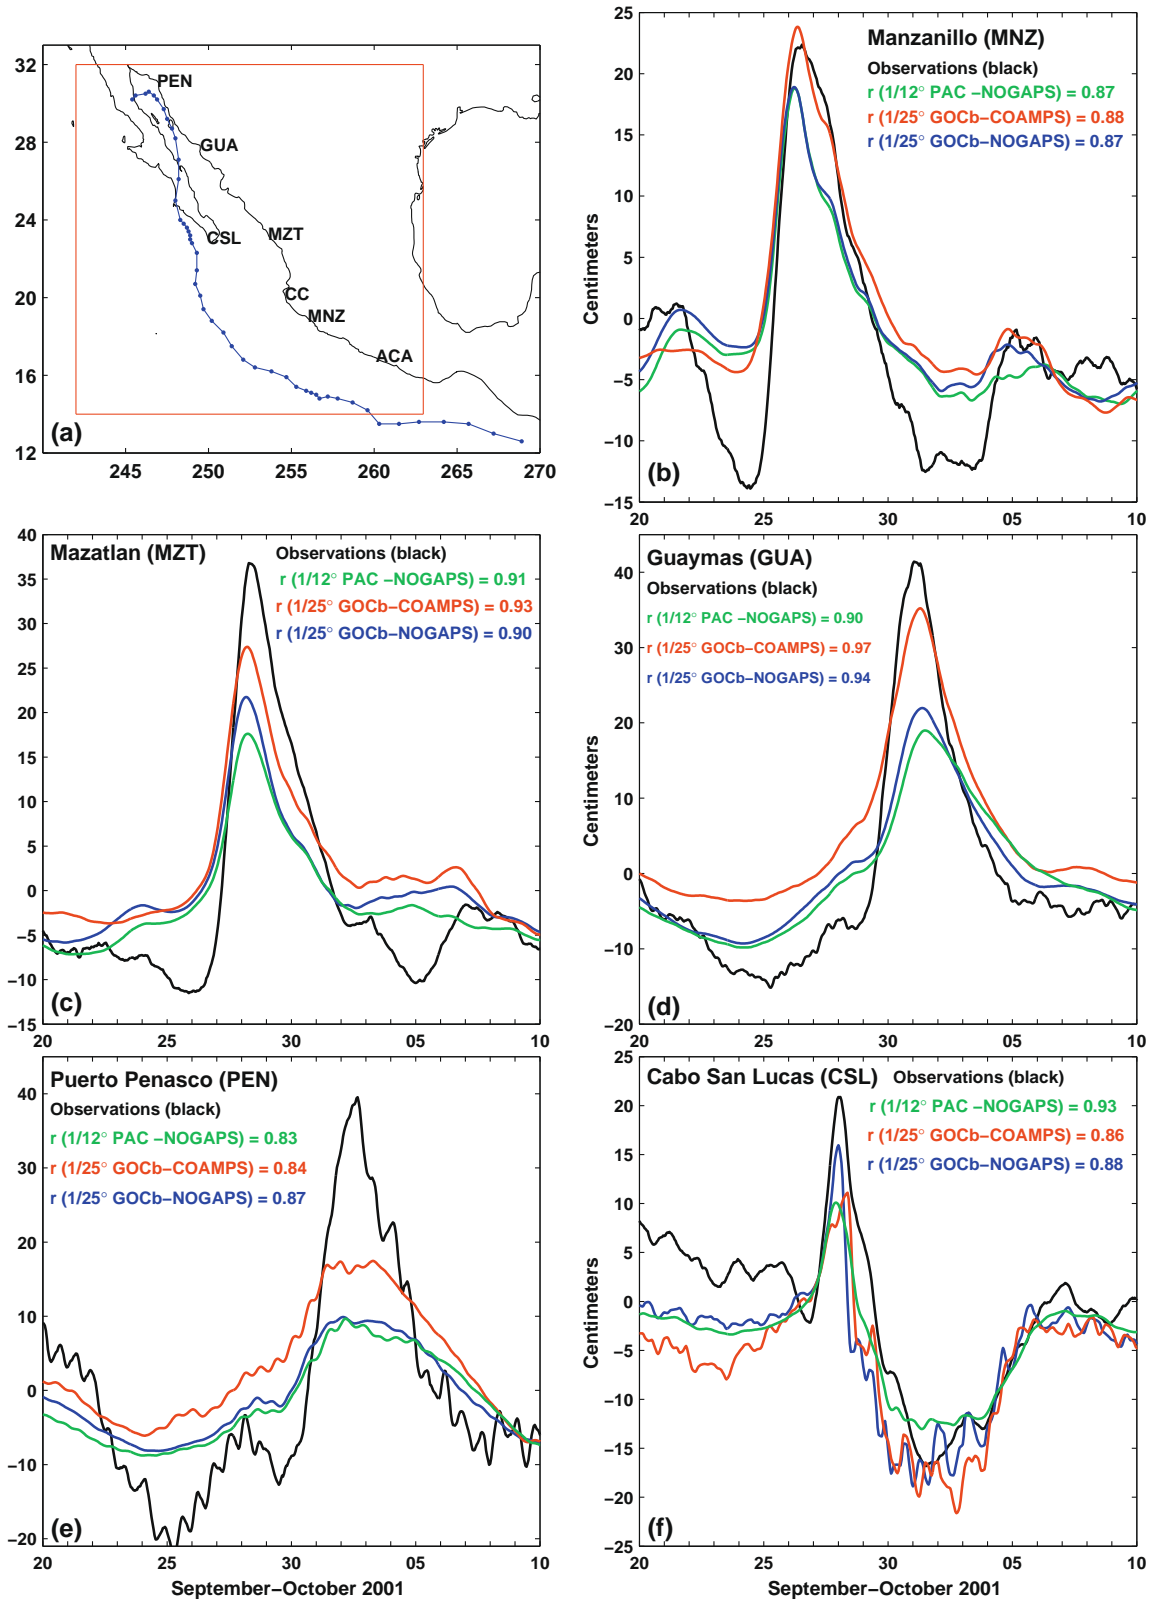 32
28
24
20
16
12
PEN
GUA
CSL
MZT
CC
MNZ
ACA
(a)
245 250 255 260 265 270
25
20
15
10
5
0
−5
−10
−15
Centimeters
Manzanillo (MNZ)
Observations (black)
r (1/12° PAC −NOGAPS) = 0.87
r (1/25° GOCb−COAMPS) = 0.88
r (1/25° GOCb−NOGAPS) = 0.87
(b)
20 25 30 05 10
40
35
30
25
20
15
10
5
0
−5
−10
−15
Mazatlan (MZT)
Observations (black)
r (1/12° PAC −NOGAPS) = 0.91
r (1/25° GOCb−COAMPS) = 0.93
r (1/25° GOCb−NOGAPS) = 0.90
(c)
20 25 30 05 10
40
30
20
10
0
−10
−20
Centimeters
Guaymas (GUA)
Observations (black)
r (1/12° PAC −NOGAPS) = 0.90
r (1/25° GOCb−COAMPS) = 0.97
r (1/25° GOCb−NOGAPS) = 0.94
(d)
20 25 30 05 10
40
30
20
10
0
−10
−20
Puerto Penasco (PEN)
Observations (black)
r (1/12° PAC −NOGAPS) = 0.83
r (1/25° GOCb−COAMPS) = 0.84
r (1/25° GOCb−NOGAPS) = 0.87
(e)
20 25 30 05 10
September−October 2001
25
20
15
10
5
0
−5
−10
−15
−20
−25
Centimeters
Cabo San Lucas (CSL) Observations (black)
r (1/12° PAC −NOGAPS) = 0.93
r (1/25° GOCb−COAMPS) = 0.86
r (1/25° GOCb−NOGAPS) = 0.88
(f)
20 25 30 05 10
September−October 2001